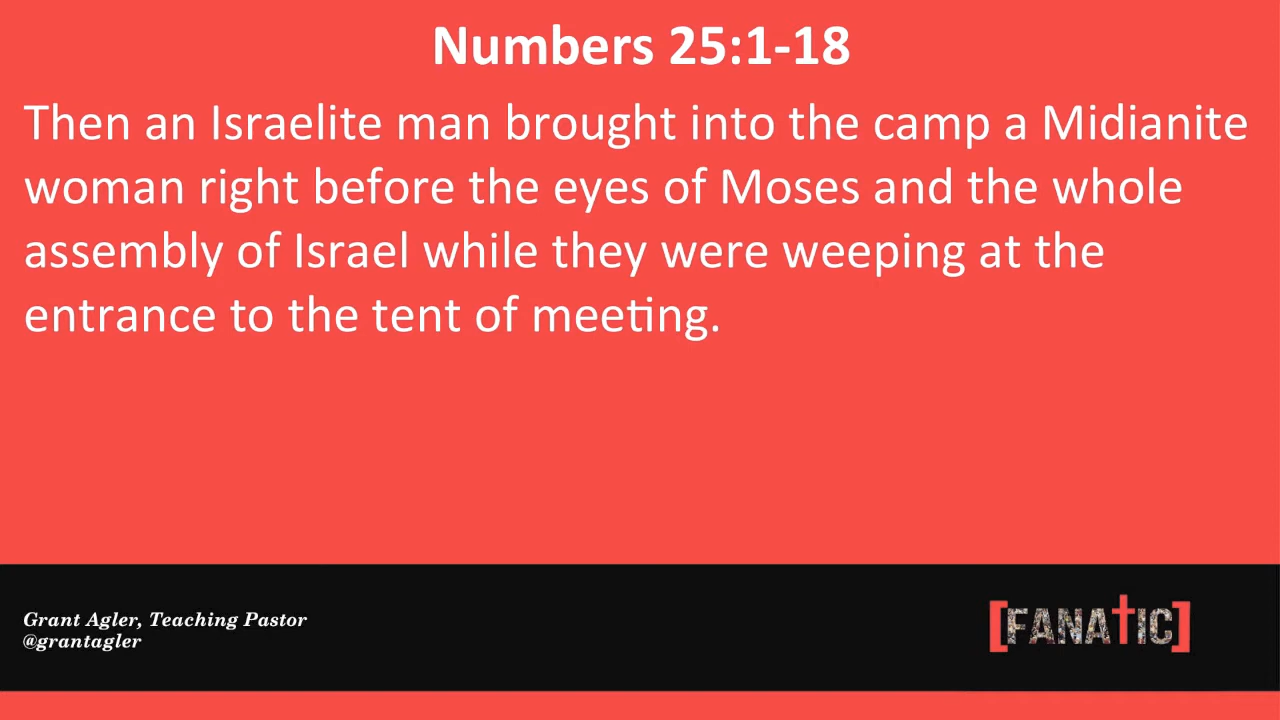 Numbers 25:1-18
Then an Israelite man brought into the camp a Midianite
woman right before the eyes of Moses and the whole
assembly of Israel while they were weeping at the
entrance to the tent of meeting.
Grant Agler, Teaching Pastor
@grantagler
[FANATIC]